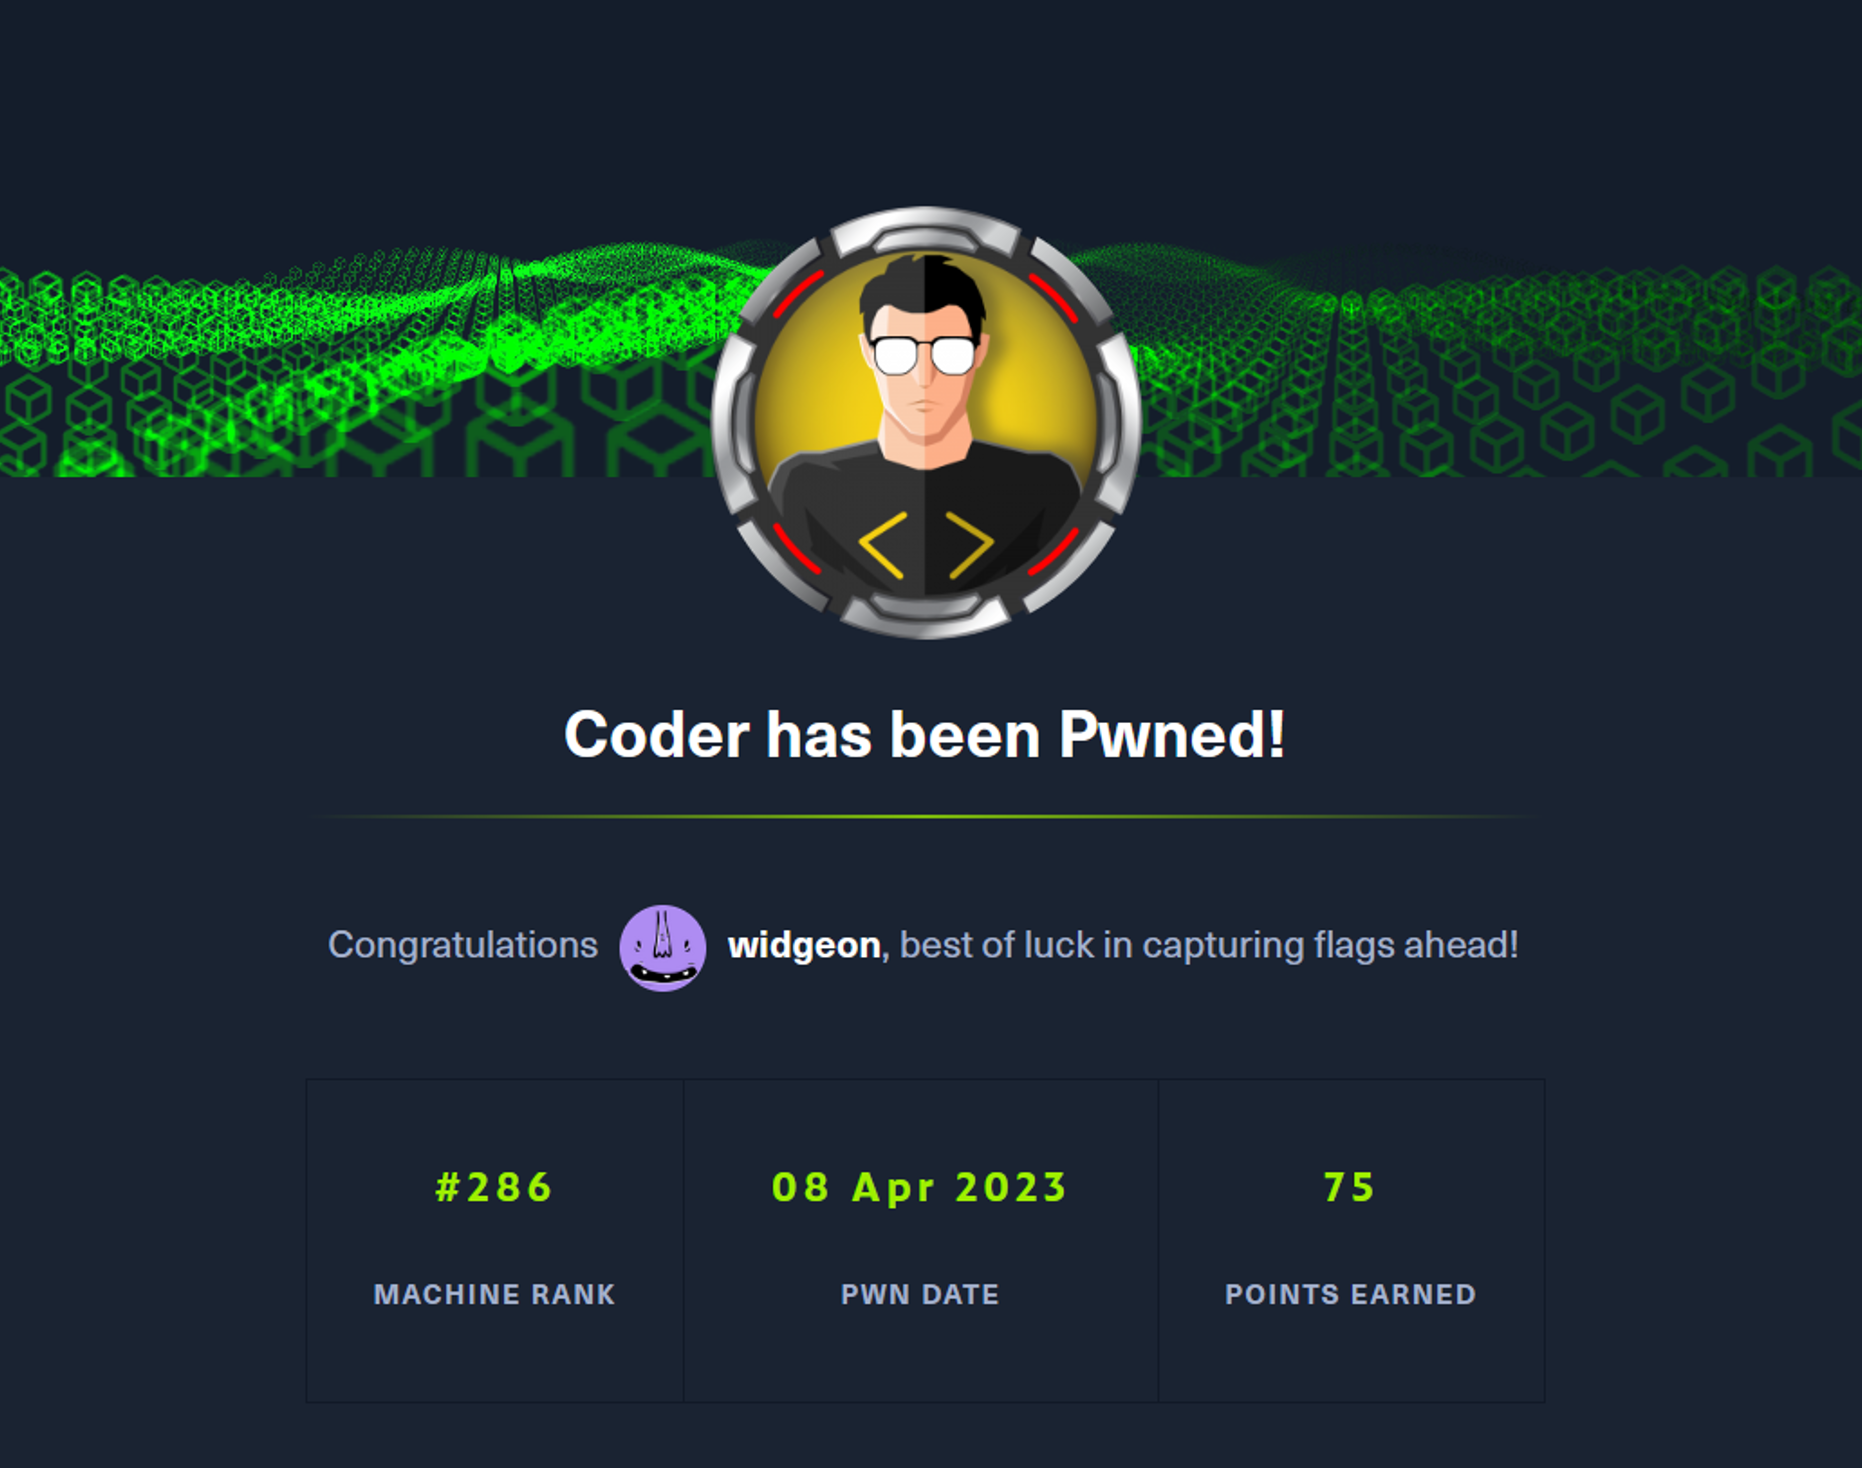 Coder has been Pwned!
Congratulations widgeon, best of luck in capturing flags ahead!
#286 08 Apr 2023 75
MACHINE RANK PWN DATE POINTS EARNED